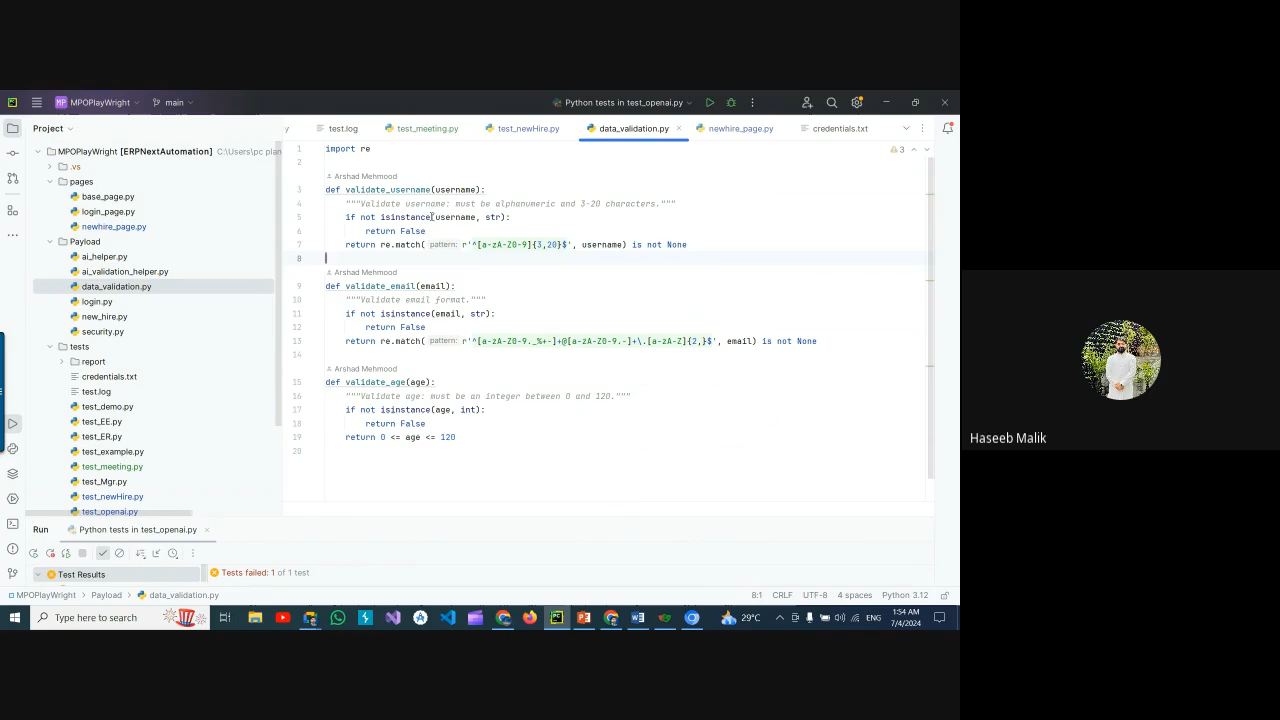 MP MPOPlayWright main Python tests in test_openai.py
Project
y test.log test_meeting.py test_newHire.py data_validation.py newhire_page.py credentials.txt
MPOPlayWright [ERPNextAutomation] C:\Users\pc plan
.vs
pages
base_page.py
login_page.py
newhire_page.py
Payload
ai_helper.py
ai_validation_helper.py
data_validation.py
login.py
new_hire.py
security.py
tests
report
credentials.txt
test.log
test_demo.py
test_EE.py
test_ER.py
test_example.py
test_meeting.py
test_Mgr.py
test_newHire.py
test_openai.py
3
1 import re
2
Arshad Mehmood
3 def validate_username(username):
4 """Validate username: must be alphanumeric and 3-20 characters."""
5 if not isinstance(username, str):
6 return False
7 return re.match( pattern: r'^[a-zA-Z0-9]{3,20}$', username) is not None
8
Arshad Mehmood
9 def validate_email(email):
10 """Validate email format."""
11 if not isinstance(email, str):
12 return False
13 return re.match( pattern: r'^[a-zA-Z0-9._%+-]+@[a-zA-Z0-9.-]+\.[a-zA-Z]{2,}$', email) is not None
14
Arshad Mehmood
15 def validate_age(age):
16 """Validate age: must be an integer between 0 and 120."""
17 if not isinstance(age, int):
18 return False
19 return 0 <= age <= 120
20
Run Python tests in test_openai.py
Test Results
Tests failed: 1 of 1 test
MPOPlayWright > Payload > data_validation.py
8:1 CRLF UTF-8 4 spaces Python 3.12
Type here to search
29°C ENG 1:54 AM
7/4/2024
Haseeb Malik